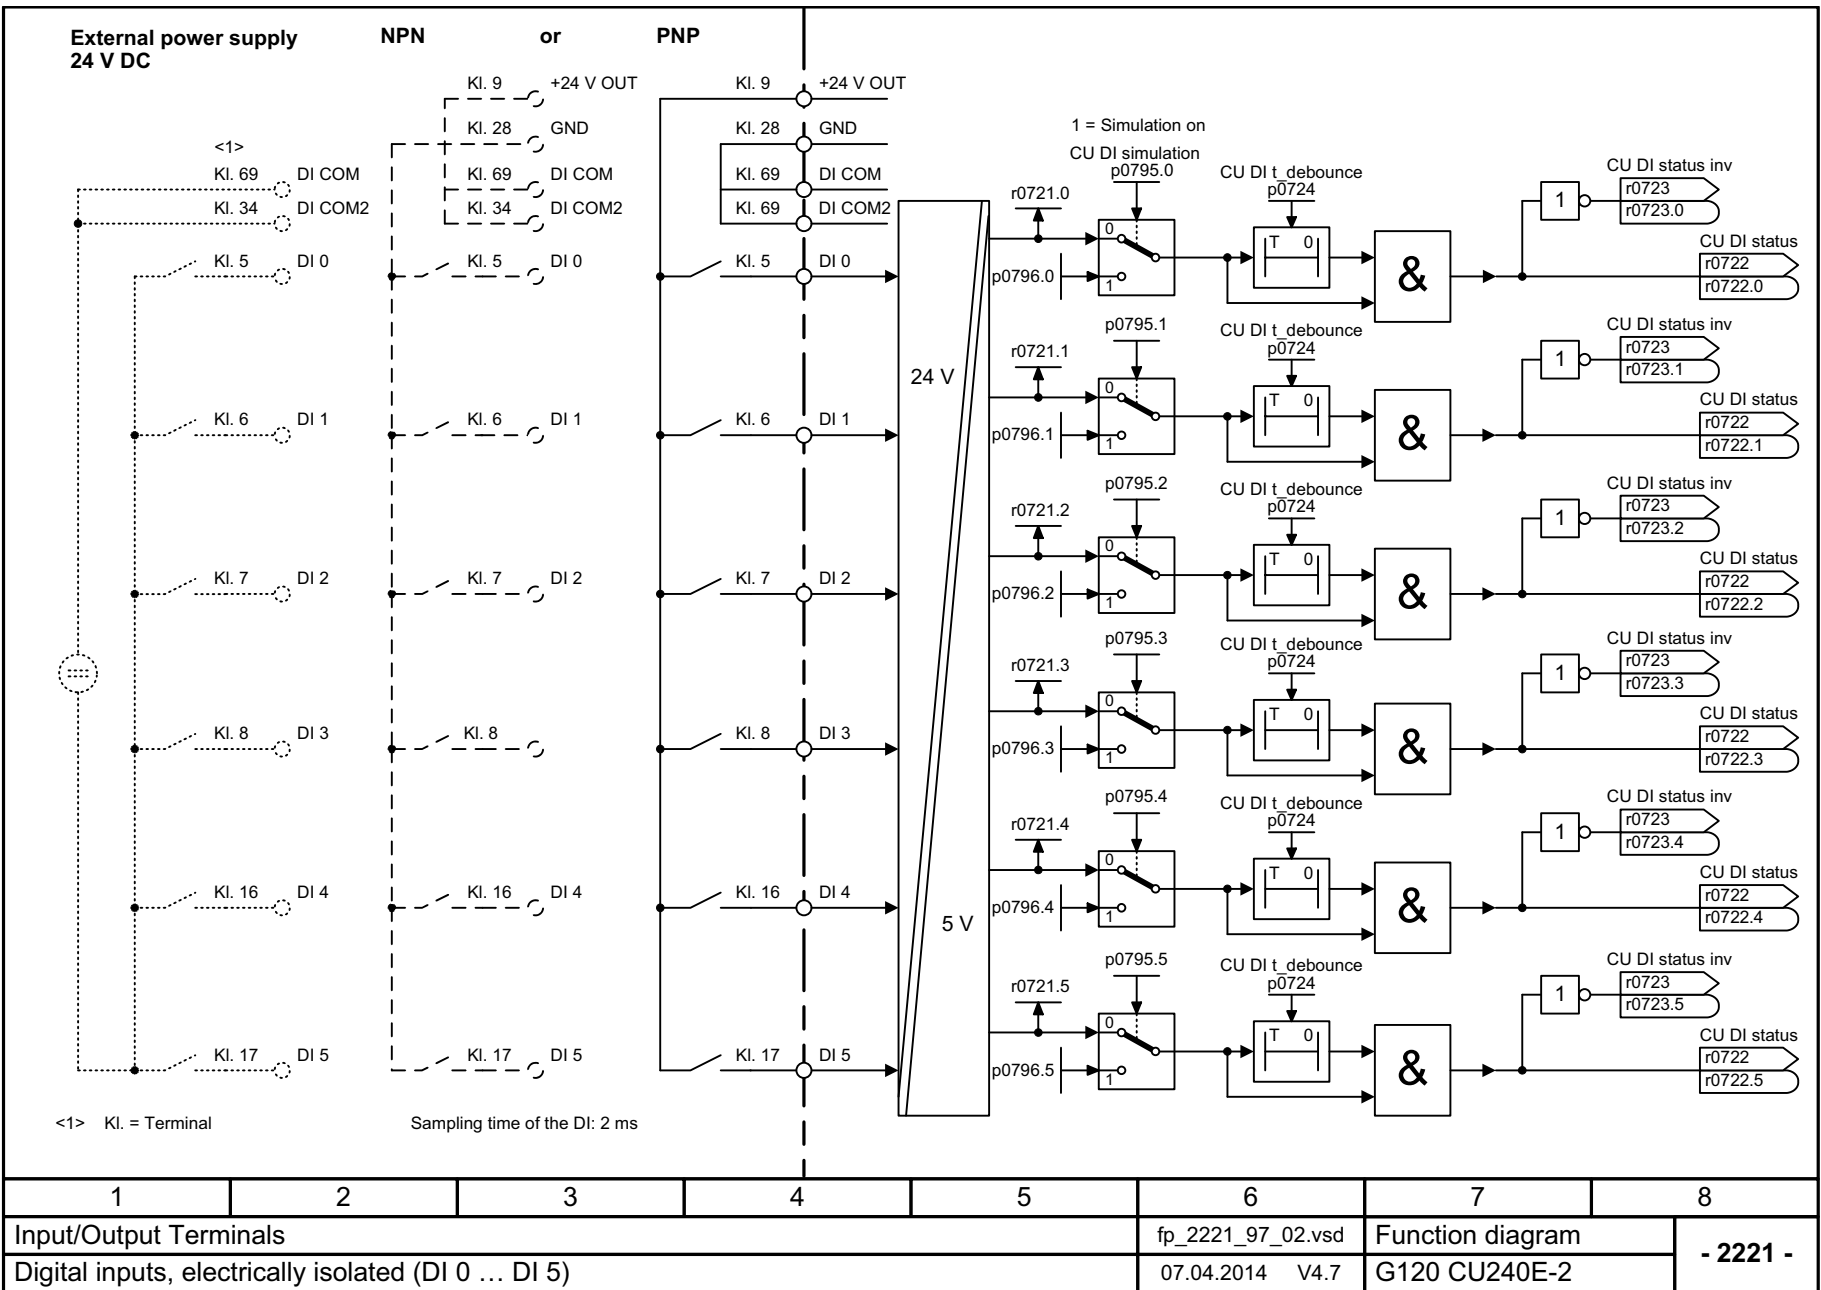 External power supply
24 V DC
NPN or PNP
Kl. 9 +24 V OUT
Kl. 28 GND
Kl. 69 DI COM
Kl. 34 DI COM2
Kl. 9 +24 V OUT
Kl. 28 GND
Kl. 69 DI COM
Kl. 69 DI COM2
<1>
Kl. 69 DI COM
Kl. 34 DI COM2
Kl. 5 DI 0
Kl. 5 DI 0
Kl. 5 DI 0
Kl. 6 DI 1
Kl. 6 DI 1
Kl. 6 DI 1
Kl. 7 DI 2
Kl. 7 DI 2
Kl. 7 DI 2
Kl. 8 DI 3
Kl. 8
Kl. 8 DI 3
Kl. 16 DI 4
Kl. 16 DI 4
Kl. 16 DI 4
Kl. 17 DI 5
Kl. 17 DI 5
Kl. 17 DI 5
24 V
5 V
1 = Simulation on
CU DI simulation
p0795.0
r0721.0
p0796.0
0
1
CU DI t_debounce
p0724
T 0
&
1
CU DI status inv
r0723
r0723.0
CU DI status
r0722
r0722.0
p0795.1
r0721.1
p0796.1
0
1
CU DI t_debounce
p0724
T 0
&
1
CU DI status inv
r0723
r0723.1
CU DI status
r0722
r0722.1
p0795.2
r0721.2
p0796.2
0
1
CU DI t_debounce
p0724
T 0
&
1
CU DI status inv
r0723
r0723.2
CU DI status
r0722
r0722.2
p0795.3
r0721.3
p0796.3
0
1
CU DI t_debounce
p0724
T 0
&
1
CU DI status inv
r0723
r0723.3
CU DI status
r0722
r0722.3
p0795.4
r0721.4
p0796.4
0
1
CU DI t_debounce
p0724
T 0
&
1
CU DI status inv
r0723
r0723.4
CU DI status
r0722
r0722.4
p0795.5
r0721.5
p0796.5
0
1
CU DI t_debounce
p0724
T 0
&
1
CU DI status inv
r0723
r0723.5
CU DI status
r0722
r0722.5
<1> Kl. = Terminal
Sampling time of the DI: 2 ms
1 2 3 4 5 6 7 8
Input/Output Terminals
fp_2221_97_02.vsd
Function diagram
- 2221 -
Digital inputs, electrically isolated (DI 0 … DI 5)
07.04.2014 V4.7
G120 CU240E-2